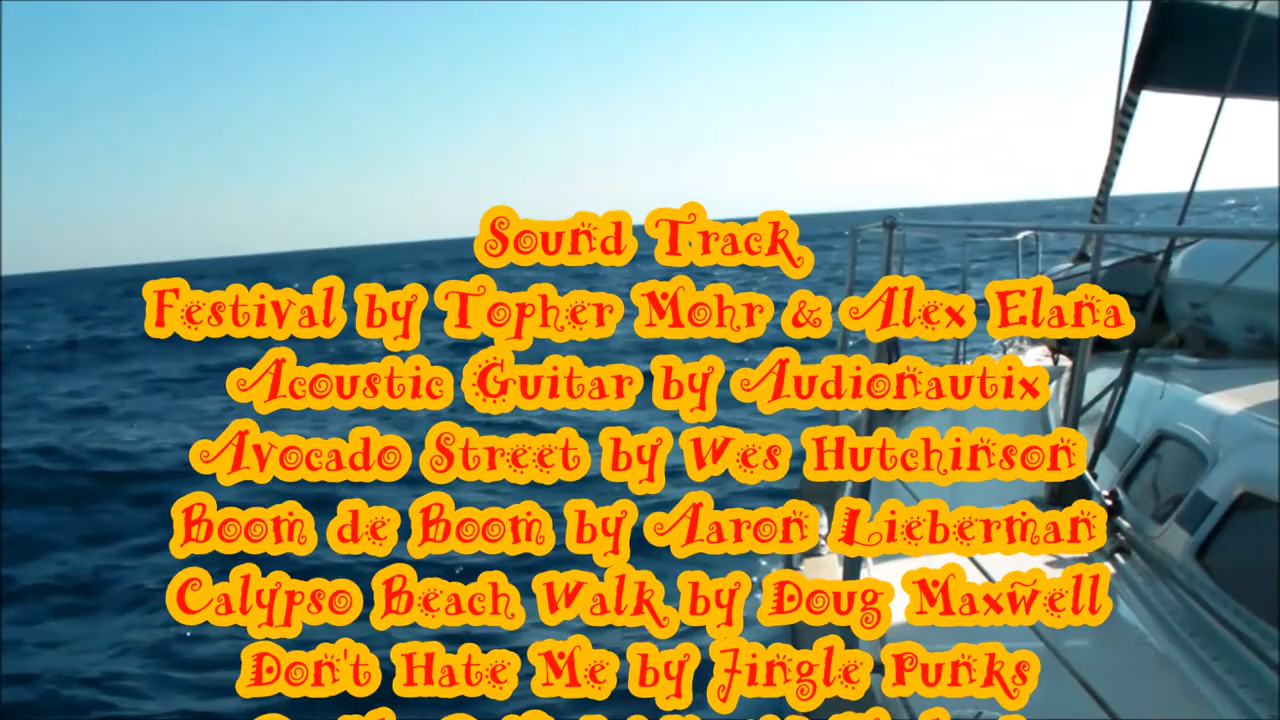 Sound Track
Festival by Topher Mohr & Alex Elana
Acoustic Guitar by Audionautix
Avocado Street by Wes Hutchinson
Boom de Boom by Aaron Lieberman
Calypso Beach Walk by Doug Maxwell
Don't Hate Me by Jingle Punks